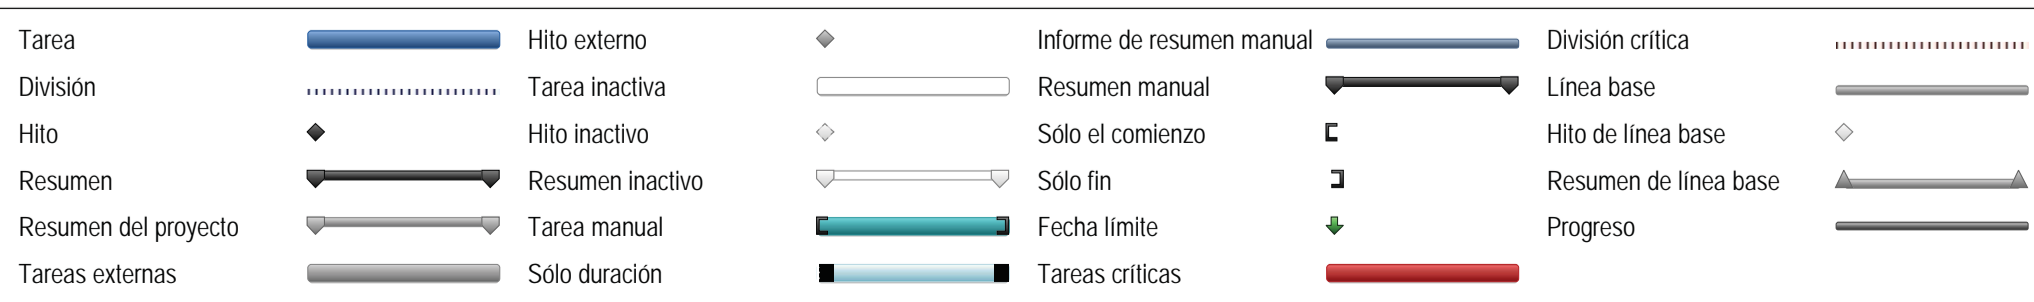 Tarea
División
Hito
Resumen
Resumen del proyecto
Tareas externas
Hito externo
Tarea inactiva
Hito inactivo
Resumen inactivo
Tarea manual
Sólo duración
Informe de resumen manual
Resumen manual
Sólo el comienzo
Sólo fin
Fecha límite
Tareas críticas
División crítica
Línea base
Hito de línea base
Resumen de línea base
Progreso